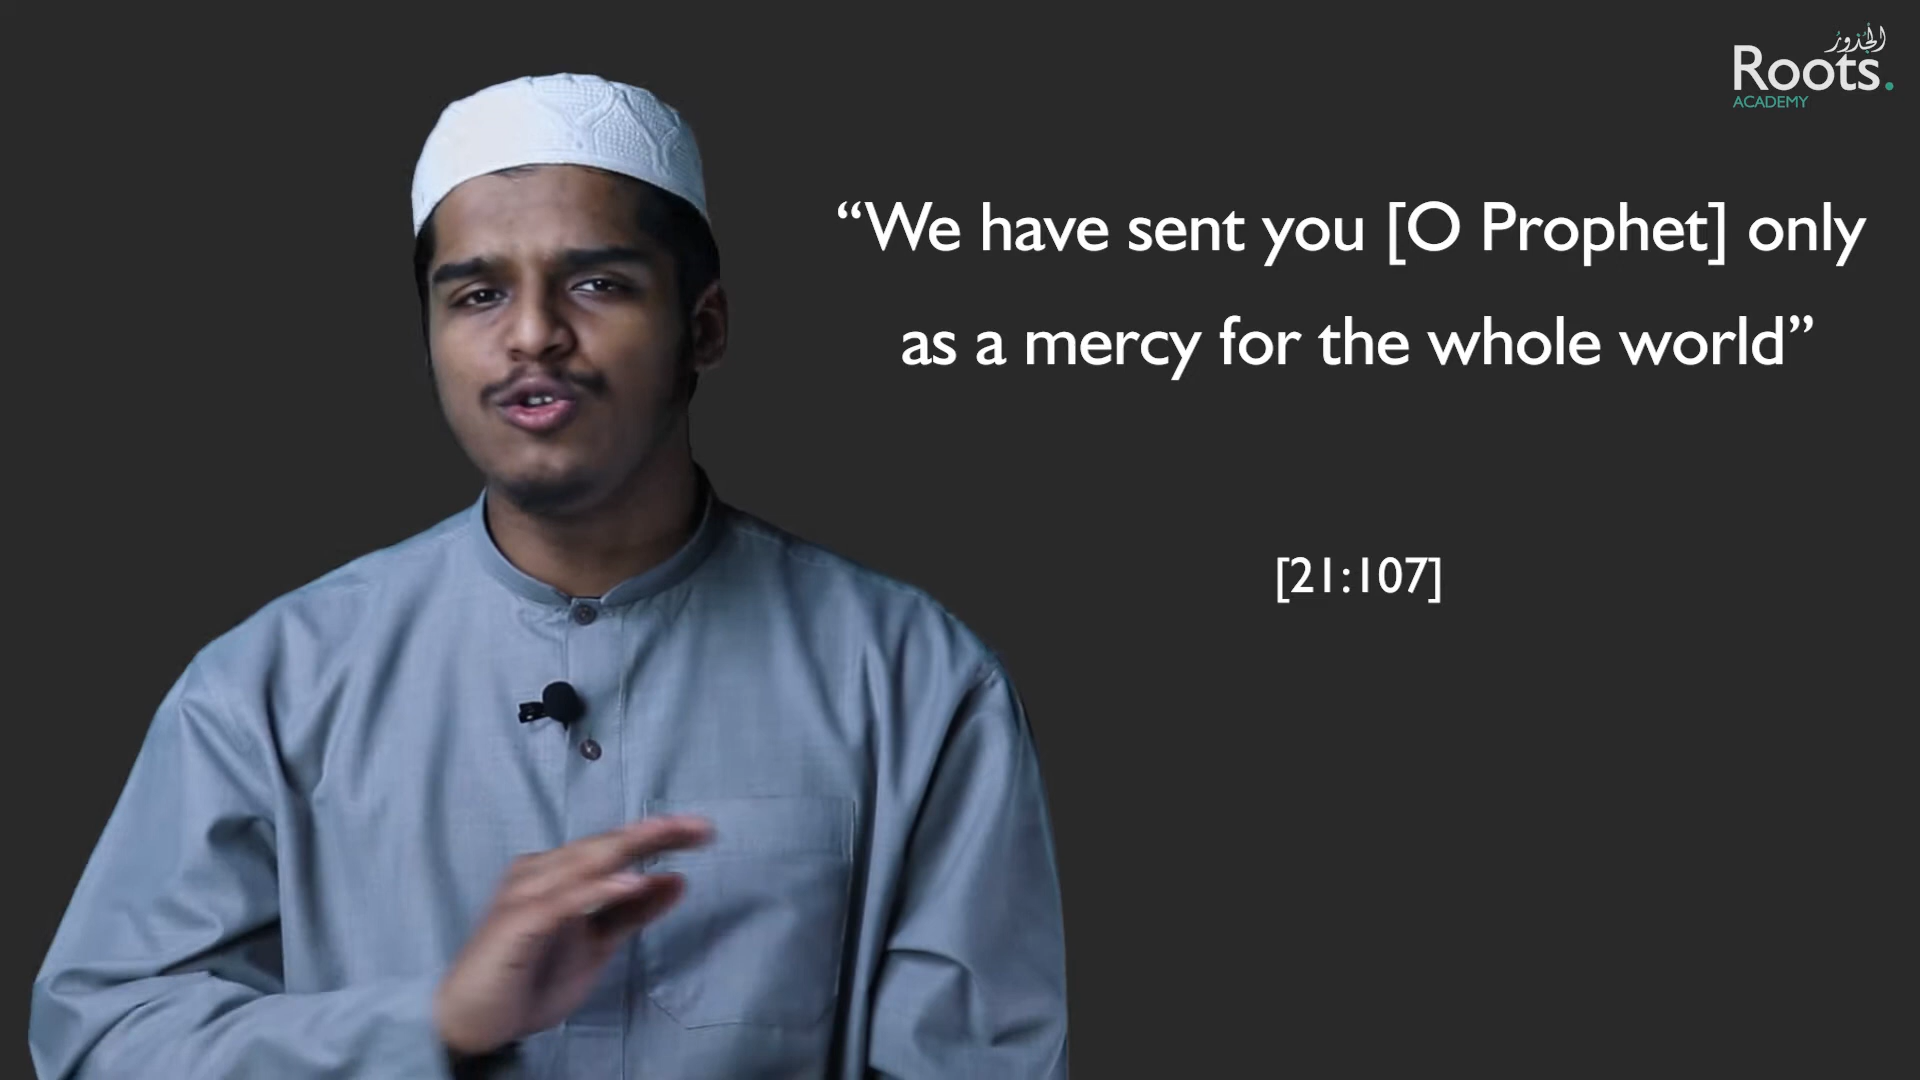 الجذور
Roots.
ACADEMY
“We have sent you [O Prophet] only
as a mercy for the whole world”
[21:107]